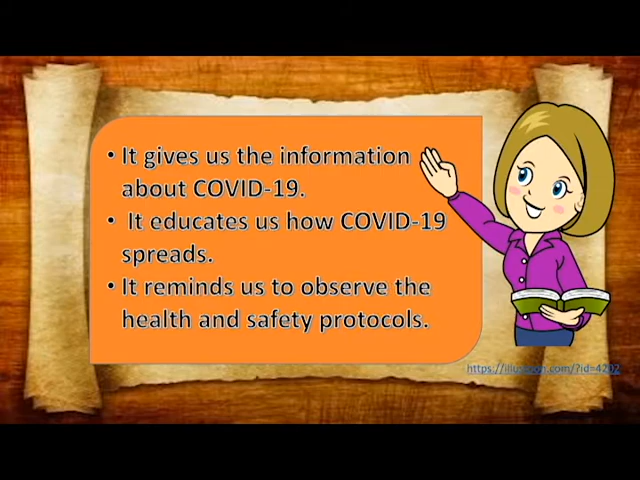 • It gives us the information
about COVID-19.
• It educates us how COVID-19
spreads.
• It reminds us to observe the
health and safety protocols.
https://illustoon.com/?id=4202